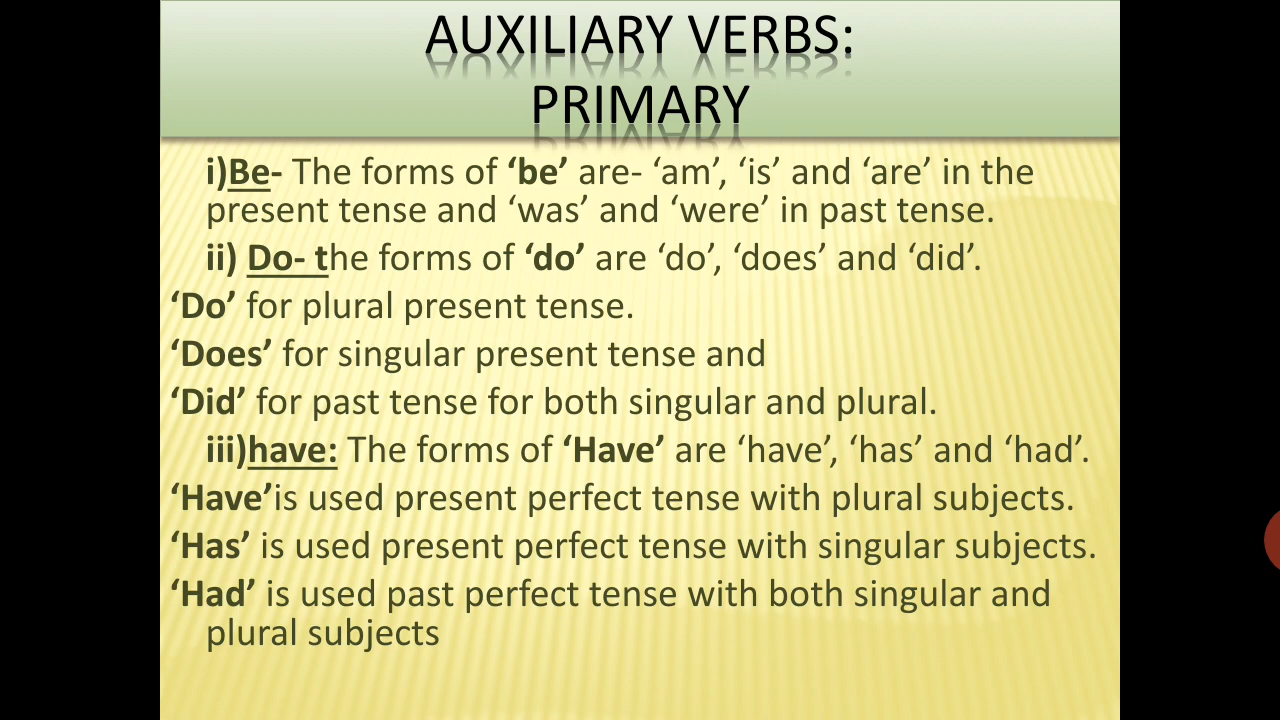 AUXILIARY VERBS:
PRIMARY
i)Be- The forms of ‘be’ are- ‘am’, ‘is’ and ‘are’ in the
present tense and ‘was’ and ‘were’ in past tense.
ii) Do- the forms of ‘do’ are ‘do’, ‘does’ and ‘did’.
‘Do’ for plural present tense.
‘Does’ for singular present tense and
‘Did’ for past tense for both singular and plural.
iii)have: The forms of ‘Have’ are ‘have’, ‘has’ and ‘had’.
‘Have’is used present perfect tense with plural subjects.
‘Has’ is used present perfect tense with singular subjects.
‘Had’ is used past perfect tense with both singular and
plural subjects